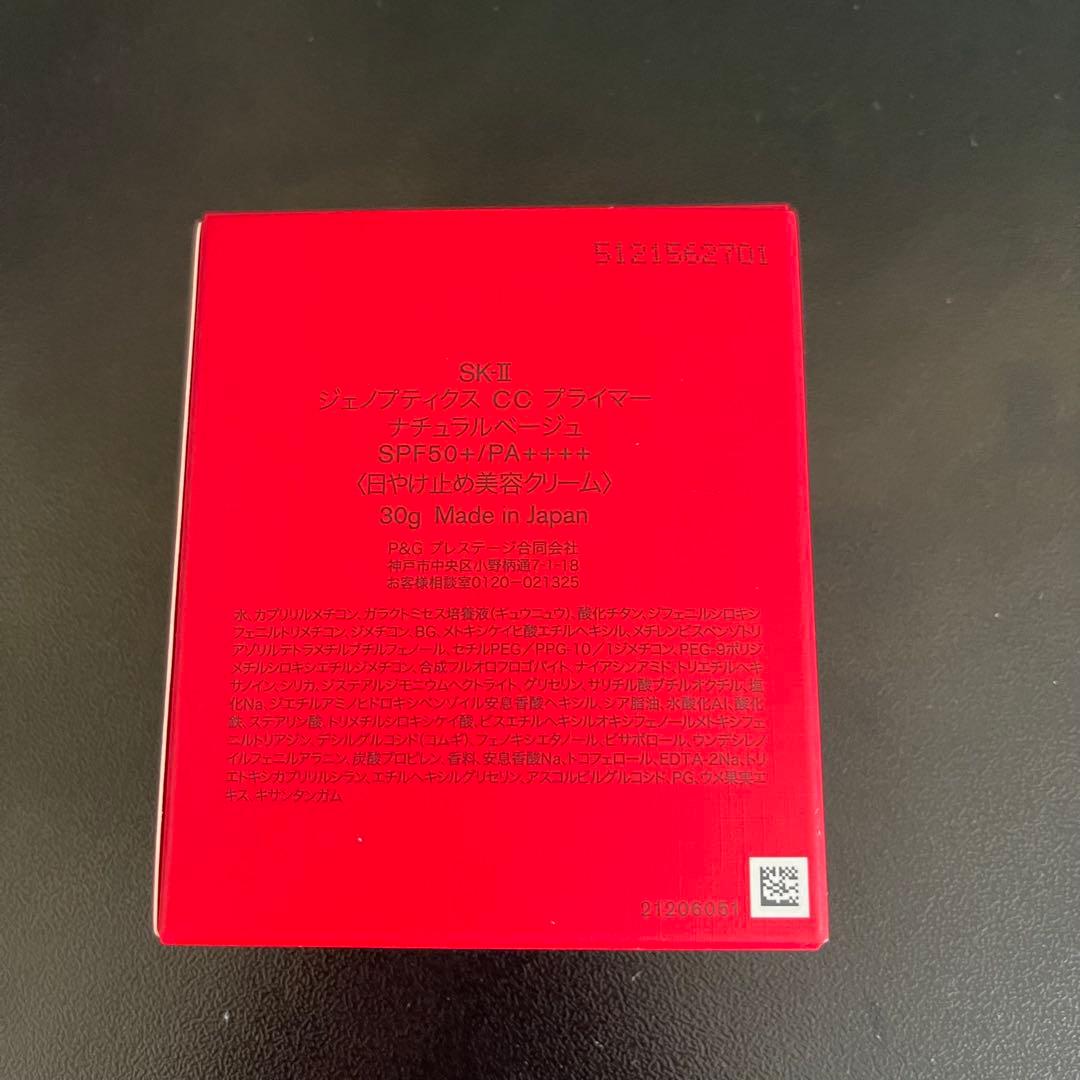 5121562701
SK-II
ジェノプティクス CC プライマー
ナチュラルベージュ
SPF50+/PA++++
〈日やけ止め美容クリーム〉
30g Made in Japan
P&G プレステージ合同会社
神戸市中央区小野柄通7-1-18
お客様相談室0120-021325
水、カプリリルメチコン、ガラクトミセス培養液(キュウニュウ)、酸化チタン、ジフェニルシロキシ
フェニルトリメチコン、ジメチコン、BG、メトキシケイヒ酸エチルヘキシル、メチレンビスベンゾトリ
アゾリルテトラメチルブチルフェノール、セチルPEG/PPG-10/1ジメチコン、PEG-9ポリジ
メチルシロキシエチルジメチコン、合成フルオロフロゴパイト、ナイアシンアミド、トリエチルヘキ
サノイン、シリカ、ジステアルジモニウムヘクトライト、グリセリン、サリチル酸ブチルオクチル、塩
化Na、ジエチルアミノヒドロキシベンゾイル安息香酸ヘキシル、シア脂油、水酸化Al、酸化
鉄、ステアリン酸、トリメチルシロキシケイ酸、ビスエチルヘキシルオキシフェノールメトキシフェ
ニルトリアジン、デシルグルコシド(コムギ)、フェノキシエタノール、ビサボロール、ウンデシレノ
イルフェニルアラニン、炭酸プロピレン、香料、安息香酸Na、トコフェロール、EDTA-2Na、トリ
エトキシカプリリルシラン、エチルヘキシルグリセリン、アスコルビルグルコシド、PG、ウメ果実エ
キス、キサンタンガム
91206051